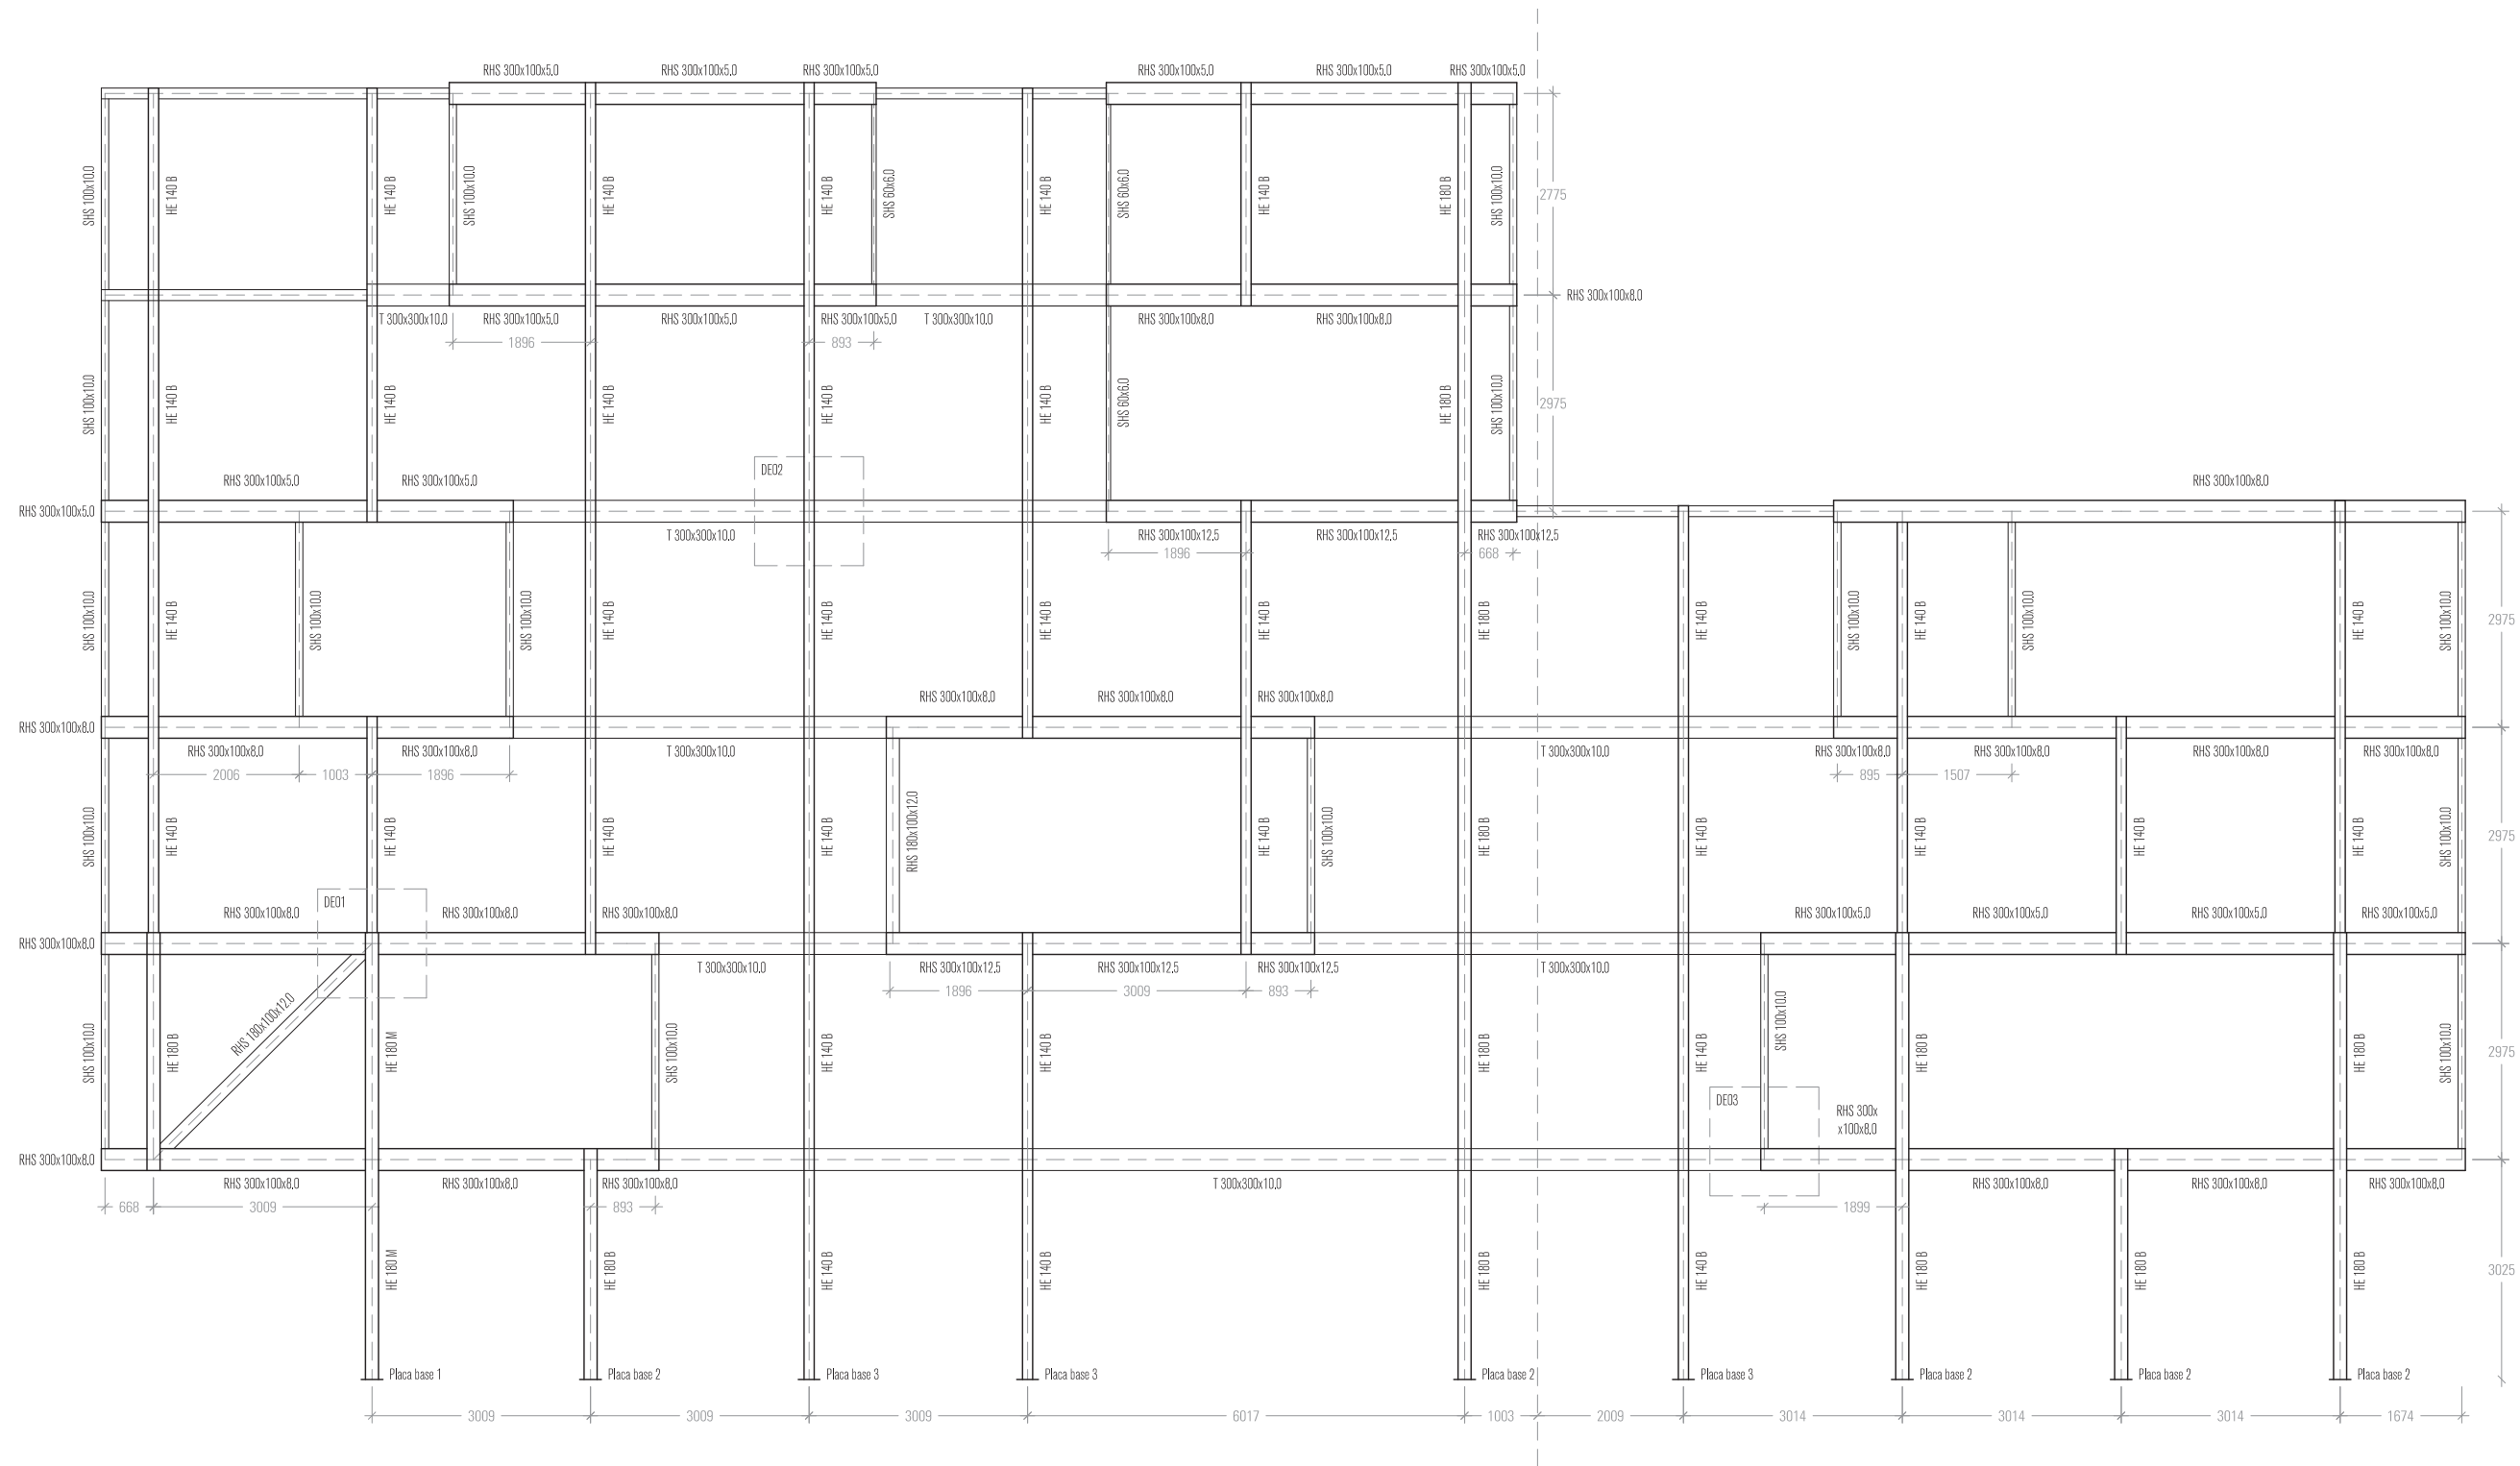 RHS 300x100x5.0
RHS 300x100x5.0
RHS 300x100x5.0
RHS 300x100x5.0
RHS 300x100x5.0
RHS 300x100x5.0
SHS 100x10.0
HE 140 B
HE 140 B
SHS 100x10.0
HE 140 B
HE 140 B
SHS 60x6.0
HE 140 B
SHS 60x6.0
HE 140 B
HE 180 B
SHS 100x10.0
2775
RHS 300x100x8.0
T 300x300x10.0
RHS 300x100x5.0
RHS 300x100x5.0
RHS 300x100x5.0
T 300x300x10.0
RHS 300x100x8.0
RHS 300x100x8.0
1896
893
SHS 100x10.0
HE 140 B
HE 140 B
HE 140 B
HE 140 B
HE 140 B
SHS 60x6.0
HE 180 B
SHS 100x10.0
2975
DE02
RHS 300x100x5.0
RHS 300x100x5.0
RHS 300x100x8.0
RHS 300x100x5.0
T 300x300x10.0
RHS 300x100x12.5
RHS 300x100x12.5
RHS 300x100x12.5
1896
668
SHS 100x10.0
HE 140 B
SHS 100x10.0
SHS 100x10.0
HE 140 B
HE 140 B
HE 140 B
HE 140 B
HE 180 B
HE 140 B
SHS 100x10.0
HE 140 B
SHS 100x10.0
HE 140 B
SHS 100x10.0
2975
RHS 300x100x8.0
RHS 300x100x8.0
RHS 300x100x8.0
RHS 300x100x8.0
RHS 300x100x8.0
RHS 300x100x8.0
T 300x300x10.0
T 300x300x10.0
RHS 300x100x8.0
RHS 300x100x8.0
RHS 300x100x8.0
RHS 300x100x8.0
2006
1003
1896
895
1507
SHS 100x10.0
HE 140 B
HE 140 B
HE 140 B
HE 140 B
RHS 180x100x12.0
HE 140 B
SHS 100x10.0
HE 180 B
HE 140 B
HE 140 B
HE 140 B
HE 140 B
SHS 100x10.0
2975
DE01
RHS 300x100x8.0
RHS 300x100x8.0
RHS 300x100x8.0
RHS 300x100x5.0
RHS 300x100x5.0
RHS 300x100x5.0
RHS 300x100x5.0
RHS 300x100x8.0
T 300x300x10.0
RHS 300x100x12.5
RHS 300x100x12.5
RHS 300x100x12.5
T 300x300x10.0
1896
3009
893
SHS 100x10.0
HE 180 B
RHS 180x100x12.0
HE 180 M
SHS 100x10.0
HE 140 B
HE 140 B
HE 180 B
HE 140 B
SHS 100x10.0
HE 180 B
HE 180 B
SHS 100x10.0
2975
DE03
RHS 300x
x100x8.0
RHS 300x100x8.0
RHS 300x100x8.0
RHS 300x100x8.0
RHS 300x100x8.0
T 300x300x10.0
RHS 300x100x8.0
RHS 300x100x8.0
RHS 300x100x8.0
668
3009
893
1899
HE 180 M
HE 180 B
HE 140 B
HE 140 B
HE 180 B
HE 140 B
HE 180 B
HE 180 B
HE 180 B
3025
Placa base 1
Placa base 2
Placa base 3
Placa base 3
Placa base 2
Placa base 3
Placa base 2
Placa base 2
Placa base 2
3009
3009
3009
6017
1003
2009
3014
3014
3014
1674